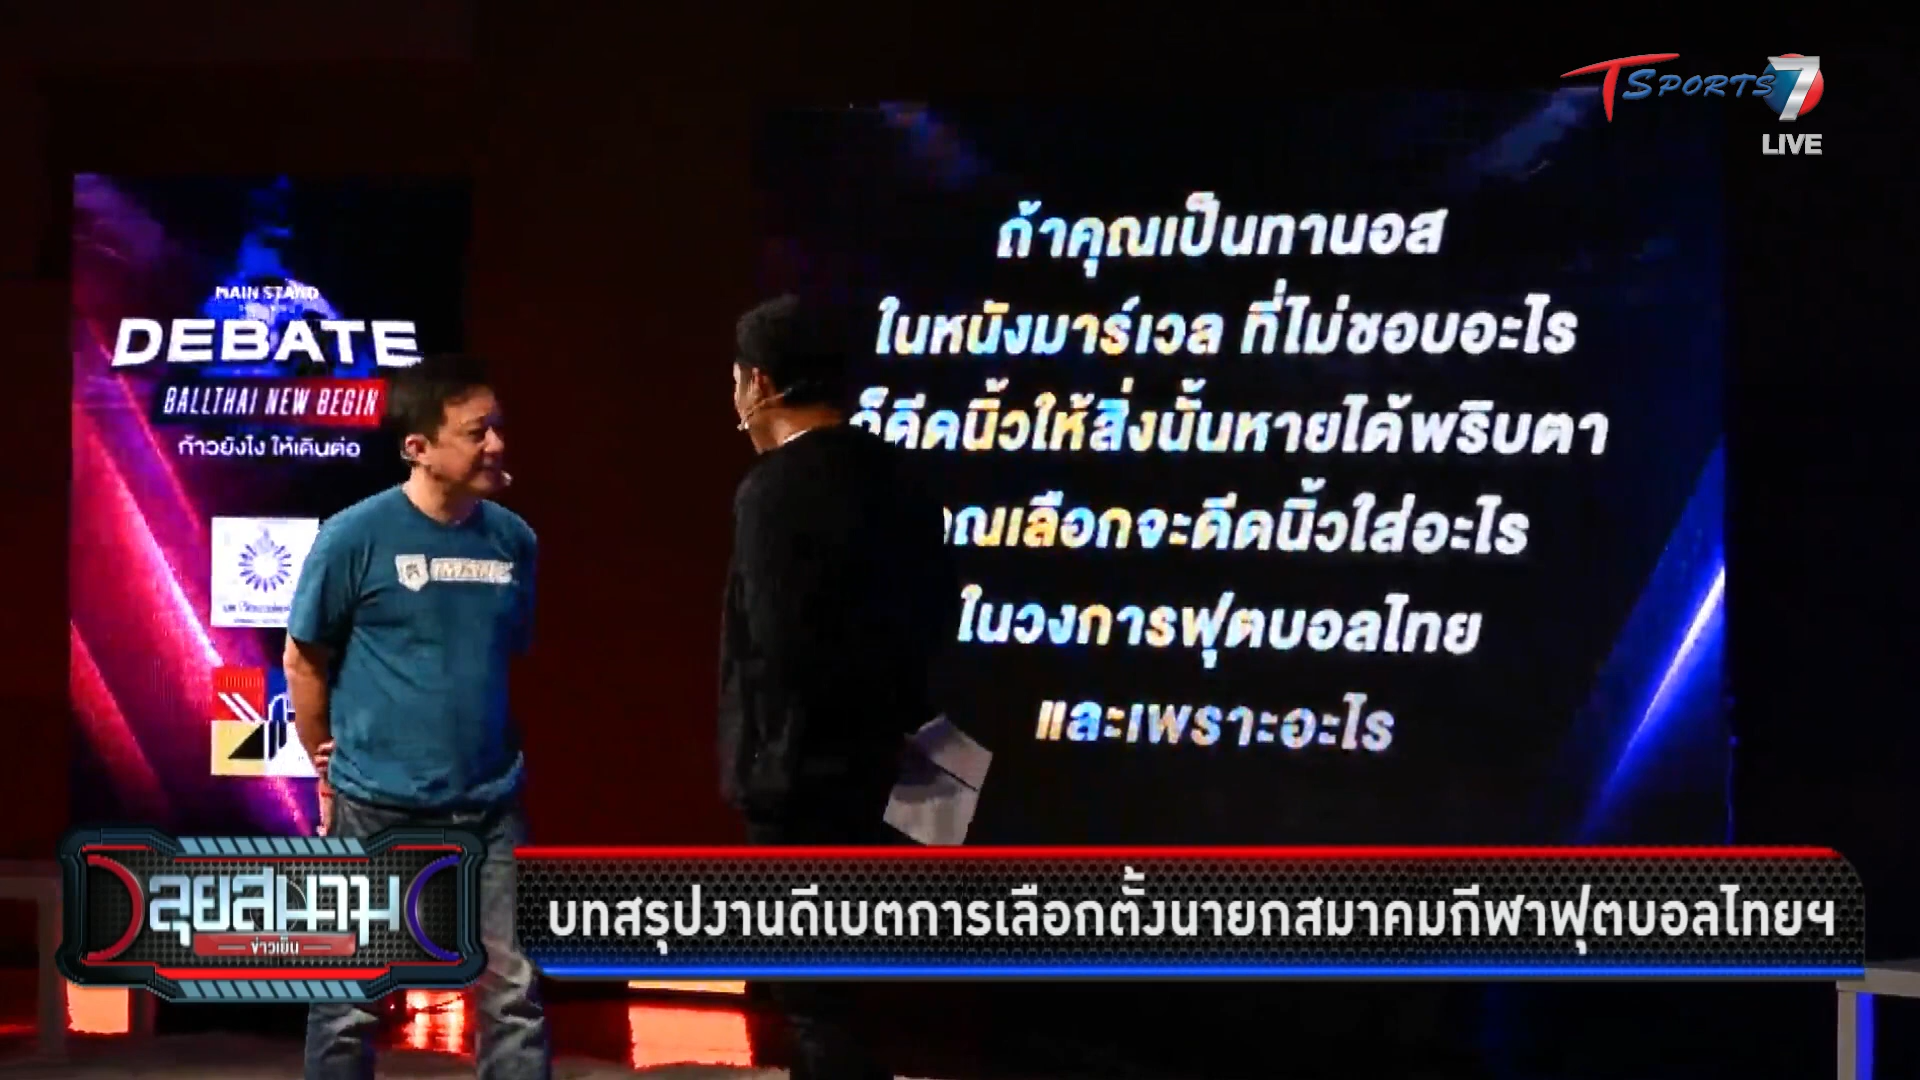 TSPORTS 7
LIVE
ถ้าคุณเป็นทานอส
ในหนังมาร์เวล ที่ไม่ชอบอะไร
ก็ดีดนิ้วให้สิ่งนั้นหายได้พริบตา
คุณเลือกจะดีดนิ้วใส่อะไร
ในวงการฟุตบอลไทย
และเพราะอะไร
MAIN STAND
DEBATE
BALLTHAI NEW BEGIN
ก้าวยังไง ให้เดินต่อ
ลุยสนาม
ข่าวเย็น
บทสรุปงานดีเบตการเลือกตั้งนายกสมาคมกีฬาฟุตบอลไทยฯ